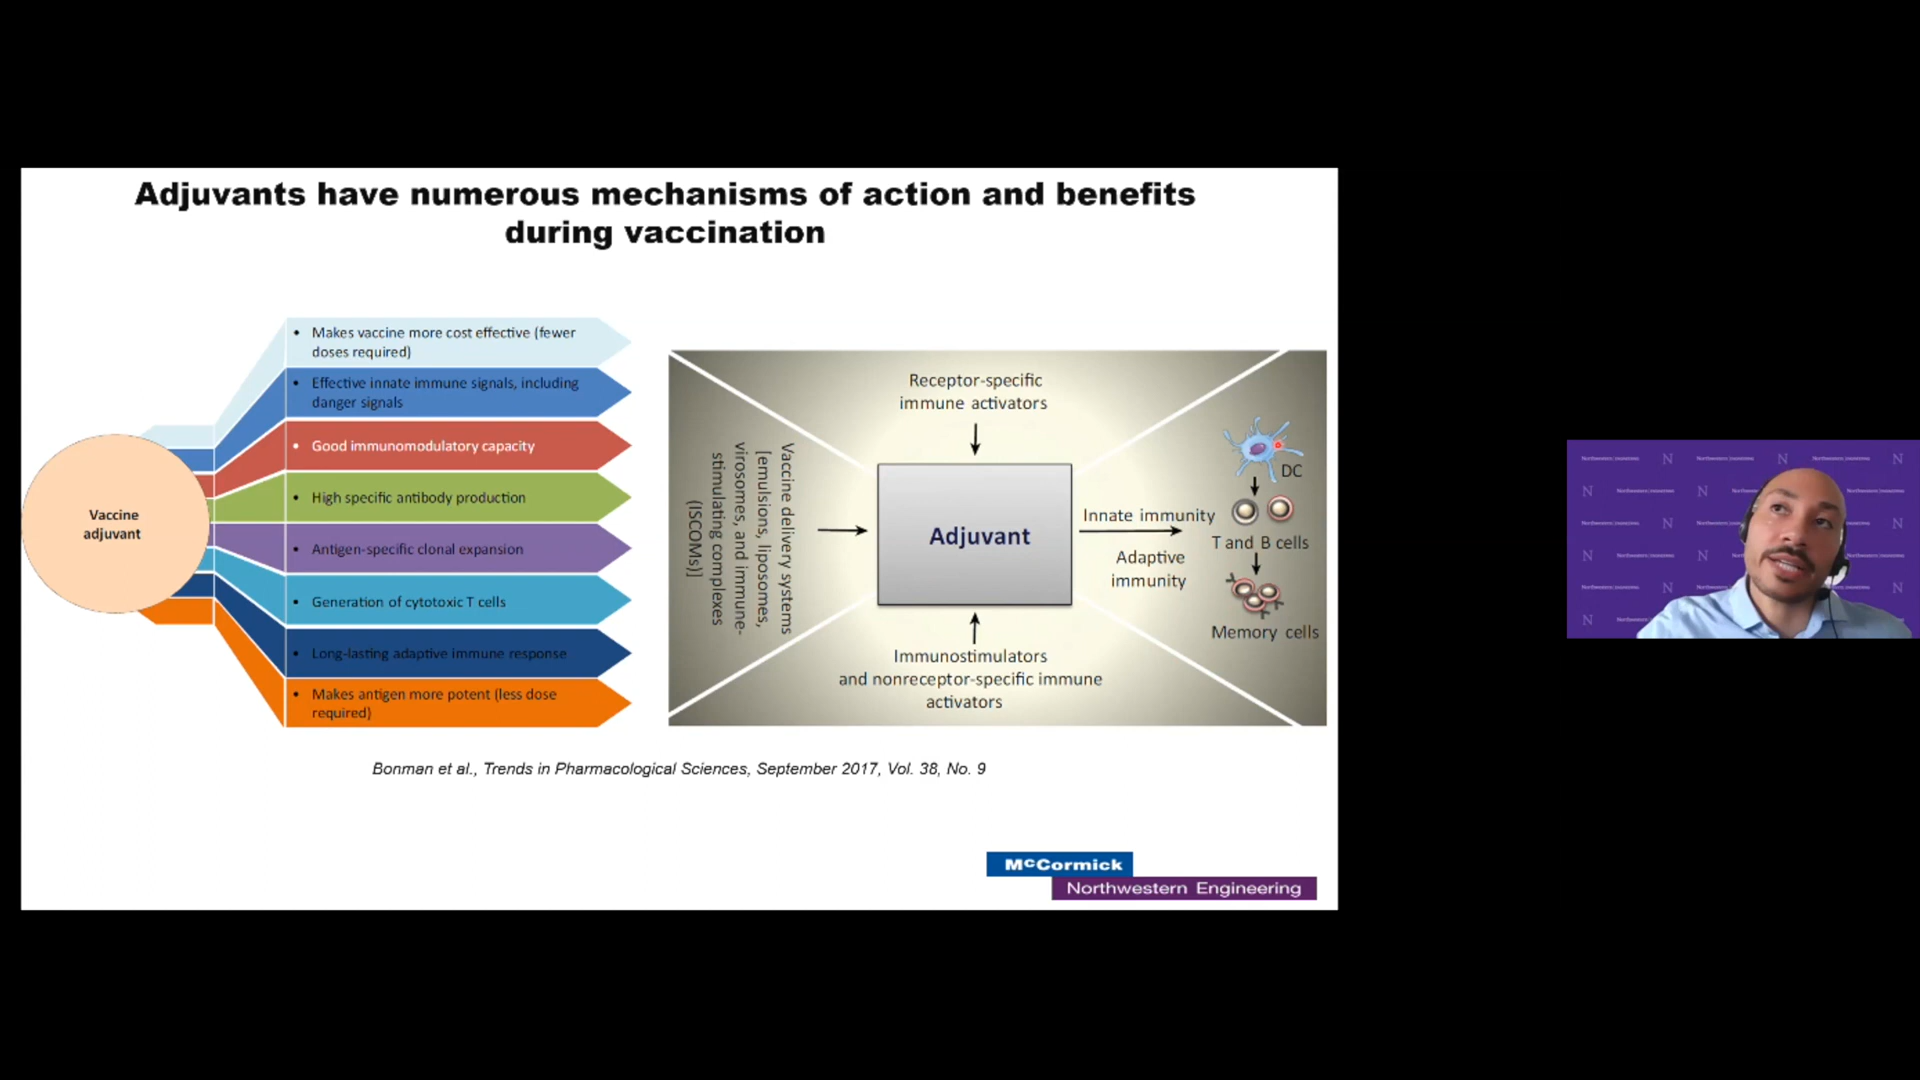 Adjuvants have numerous mechanisms of action and benefits
during vaccination
Vaccine
adjuvant
• Makes vaccine more cost effective (fewer
doses required)
• Effective innate immune signals, including
danger signals
• Good immunomodulatory capacity
• High specific antibody production
• Antigen-specific clonal expansion
• Generation of cytotoxic T cells
• Long-lasting adaptive immune response
• Makes antigen more potent (less dose
required)
Vaccine delivery systems
[emulsions, liposomes,
virosomes, and immune-
stimulating complexes
(ISCOMs)]
Receptor-specific
immune activators
Adjuvant
Immunostimulators
and nonreceptor-specific immune
activators
Innate immunity
Adaptive
immunity
DC
T and B cells
Memory cells
Bonman et al., Trends in Pharmacological Sciences, September 2017, Vol. 38, No. 9
McCormick
Northwestern Engineering